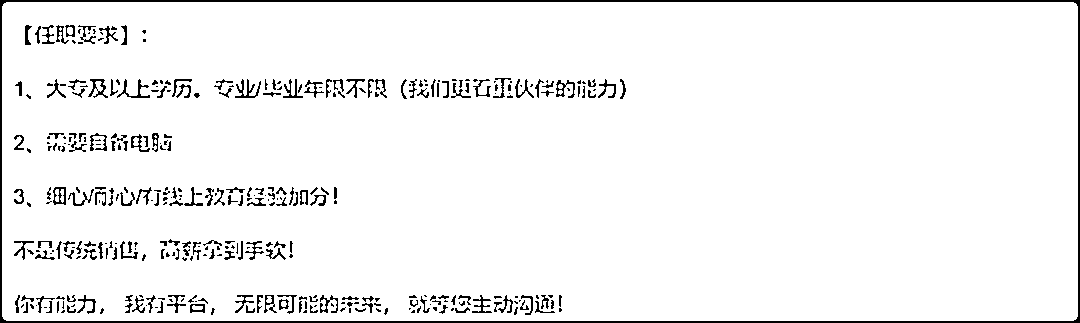 【任职要求】：
1、大专及以上学历。专业/毕业年限不限（我们更看重伙伴的能力）
2、需要自备电脑
3、细心/耐心/有线上教育经验加分！
不是传统销售，高薪拿到手软！
你有能力， 我有平台， 无限可能的未来， 就等您主动沟通！